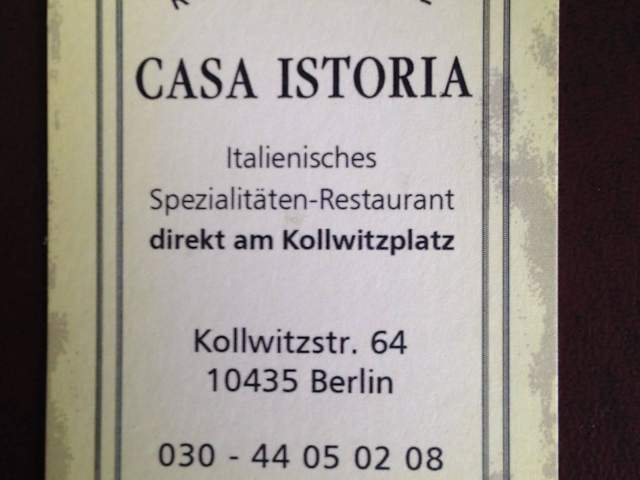 CASA ISTORIA
Italienisches
Spezialitäten-Restaurant
direkt am Kollwitzplatz
Kollwitzstr. 64
10435 Berlin
030 - 44 05 02 08